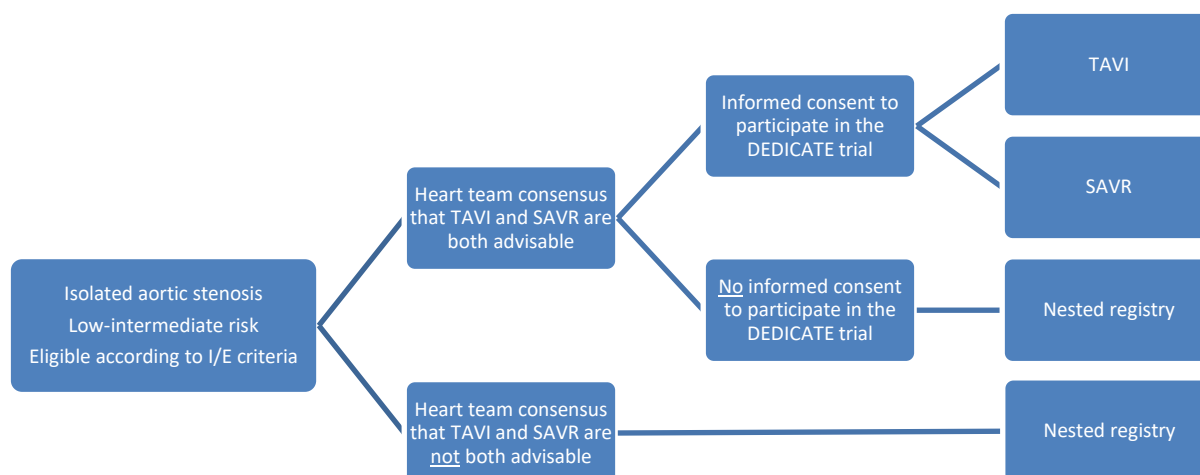 Isolated aortic stenosis
Low-intermediate risk
Eligible according to I/E criteria
Heart team consensus
that TAVI and SAVR are
both advisable
Heart team consensus
that TAVI and SAVR are
not both advisable
Informed consent to
participate in the
DEDICATE trial
No informed consent
to participate in the
DEDICATE trial
TAVI
SAVR
Nested registry
Nested registry